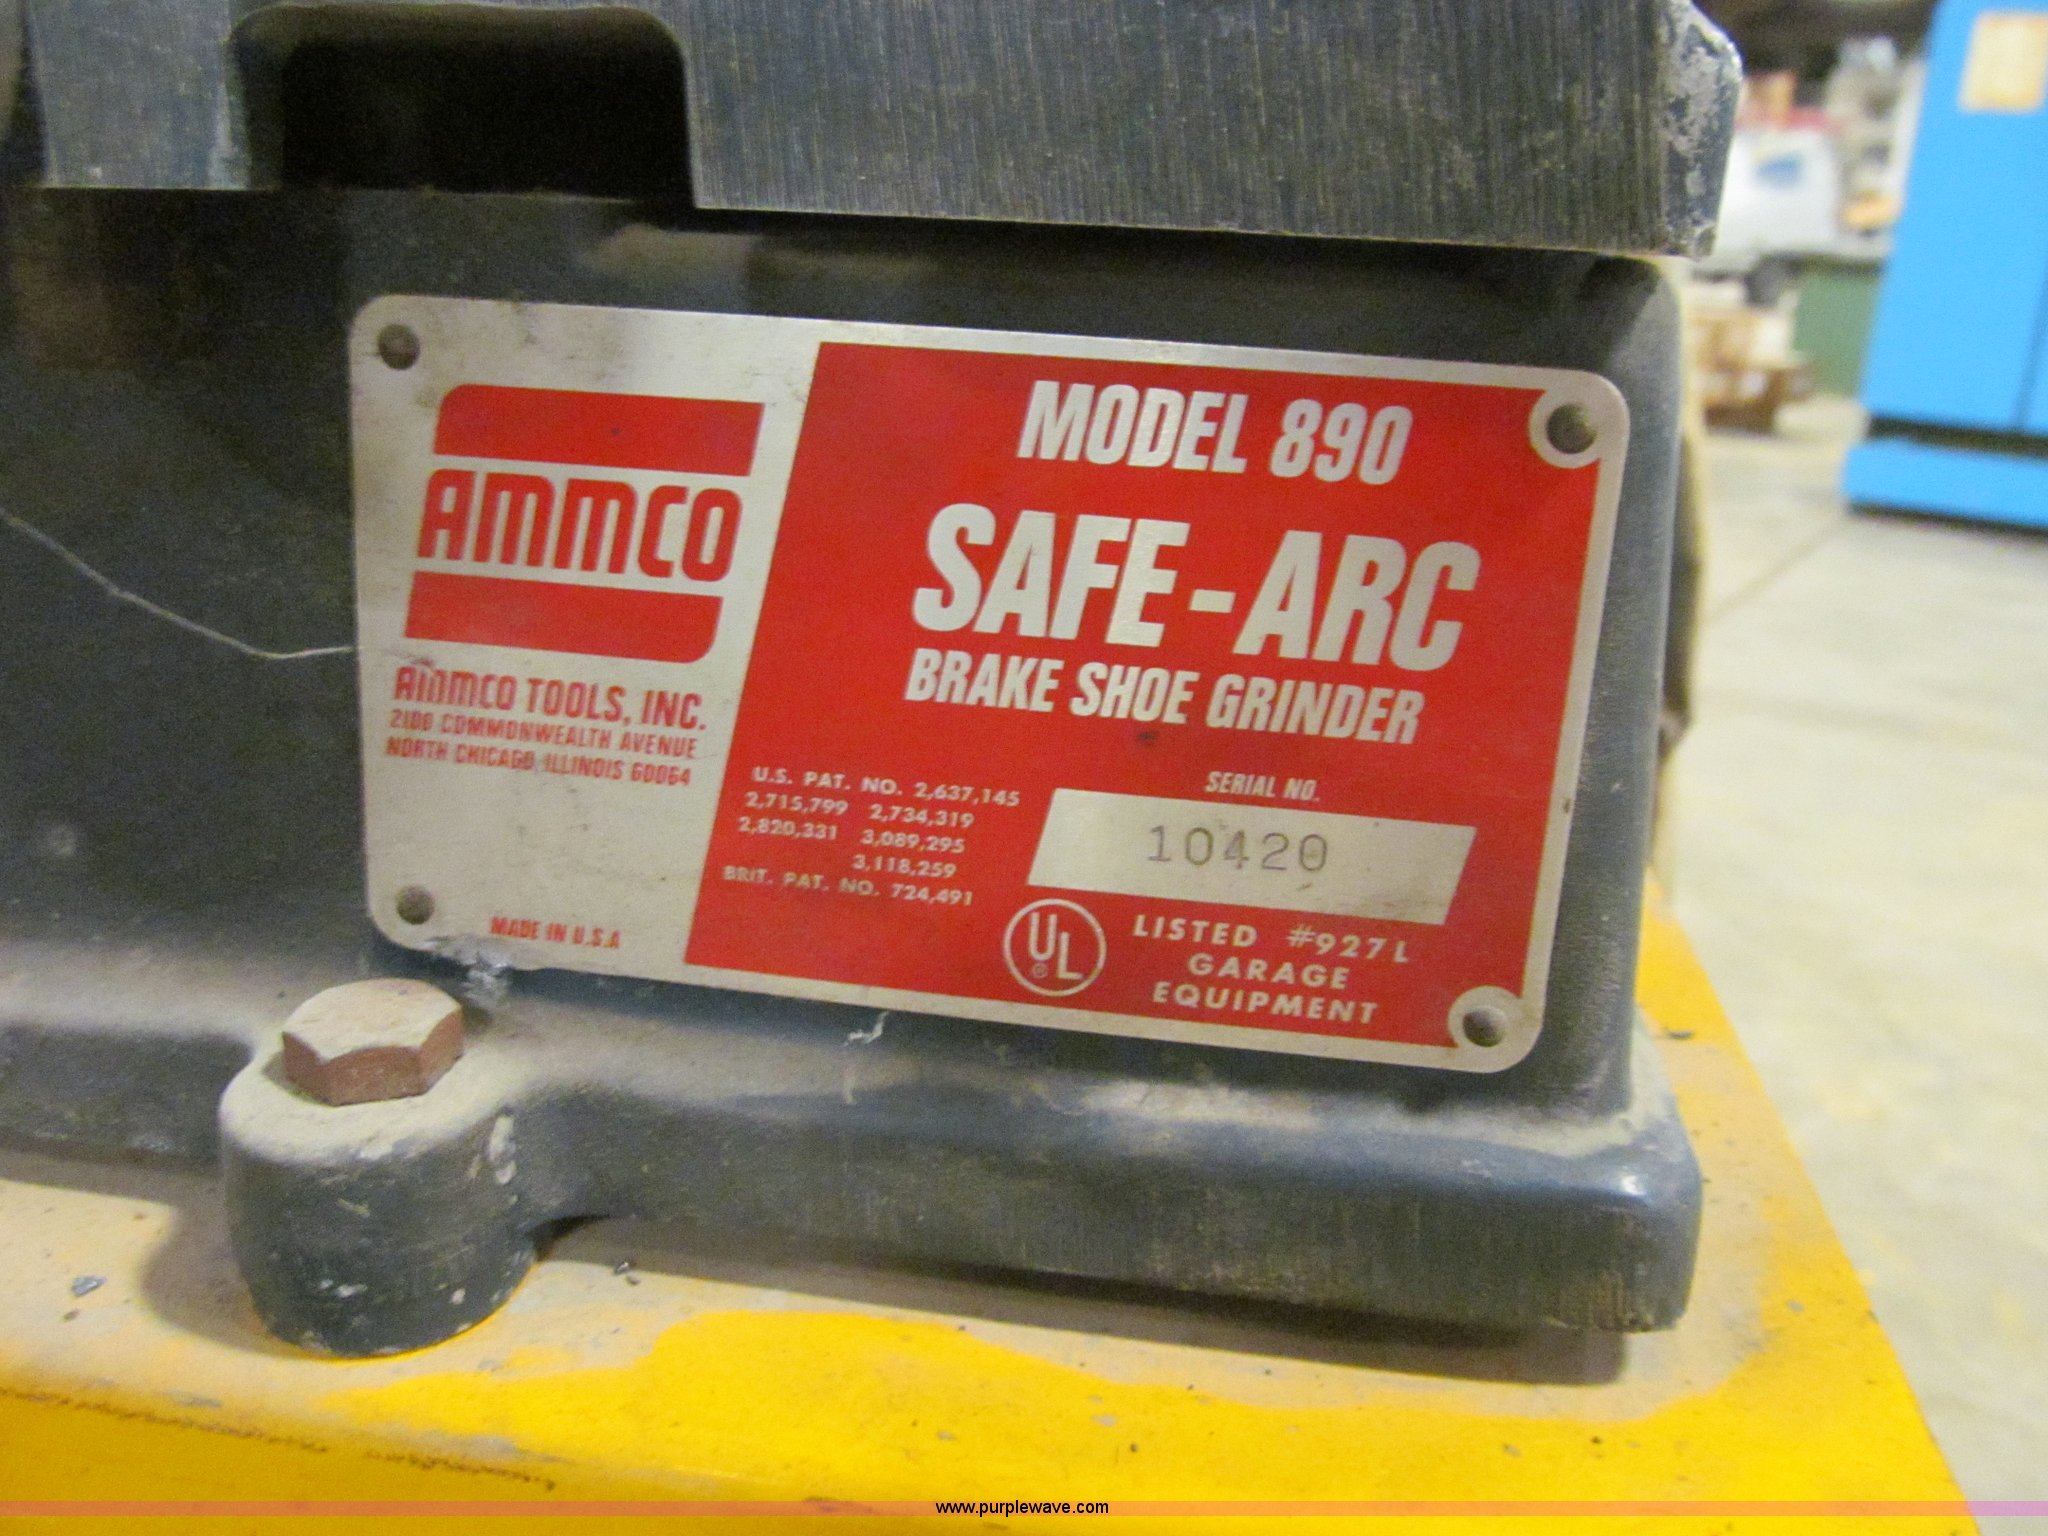 AMMCO
AMMCO TOOLS, INC.
2100 COMMONWEALTH AVENUE
NORTH CHICAGO, ILLINOIS 60064
MADE IN U.S.A
MODEL 890
SAFE-ARC
BRAKE SHOE GRINDER
U.S. PAT. NO. 2,637,145
2,715,799 2,734,319
2,820,331 3,089,295
3,118,259
BRIT. PAT. NO. 724,491
SERIAL NO.
10420
UL
®
LISTED #927L
GARAGE
EQUIPMENT
www.purplewave.com